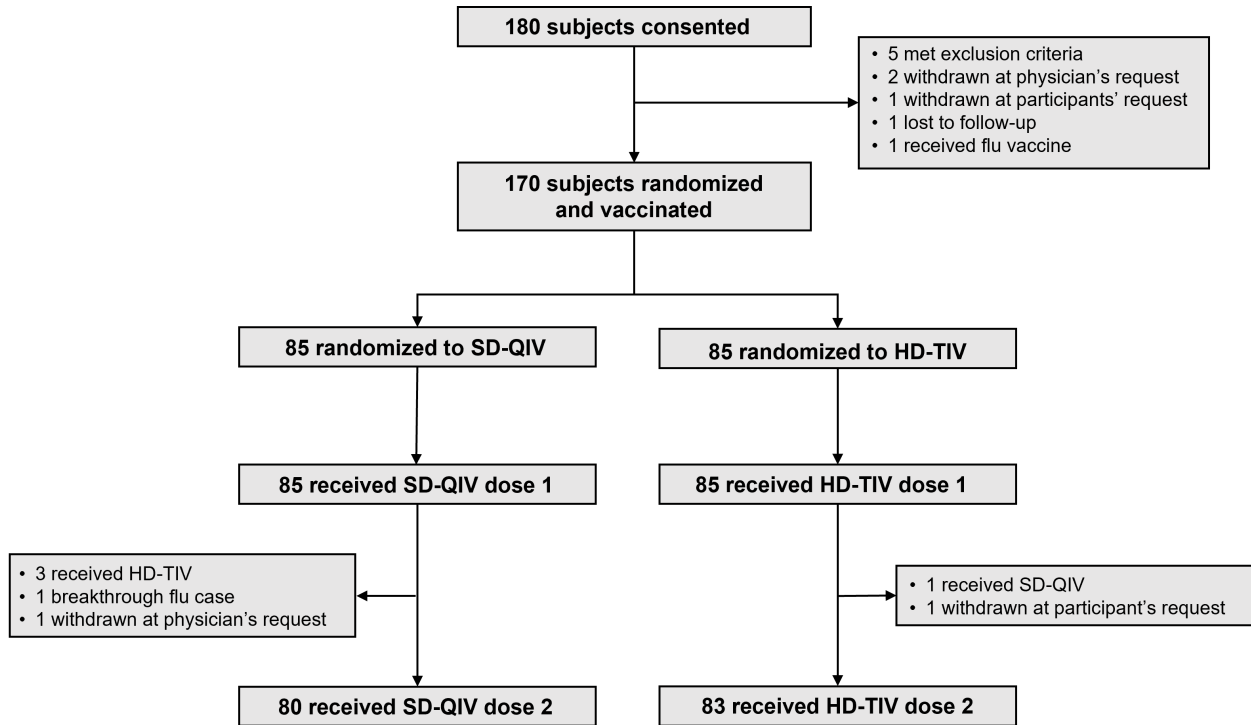 180 subjects consented
• 5 met exclusion criteria
• 2 withdrawn at physician’s request
• 1 withdrawn at participants’ request
• 1 lost to follow-up
• 1 received flu vaccine
170 subjects randomized
and vaccinated
85 randomized to SD-QIV
85 randomized to HD-TIV
85 received SD-QIV dose 1
85 received HD-TIV dose 1
• 3 received HD-TIV
• 1 breakthrough flu case
• 1 withdrawn at physician’s request
• 1 received SD-QIV
• 1 withdrawn at participant’s request
80 received SD-QIV dose 2
83 received HD-TIV dose 2